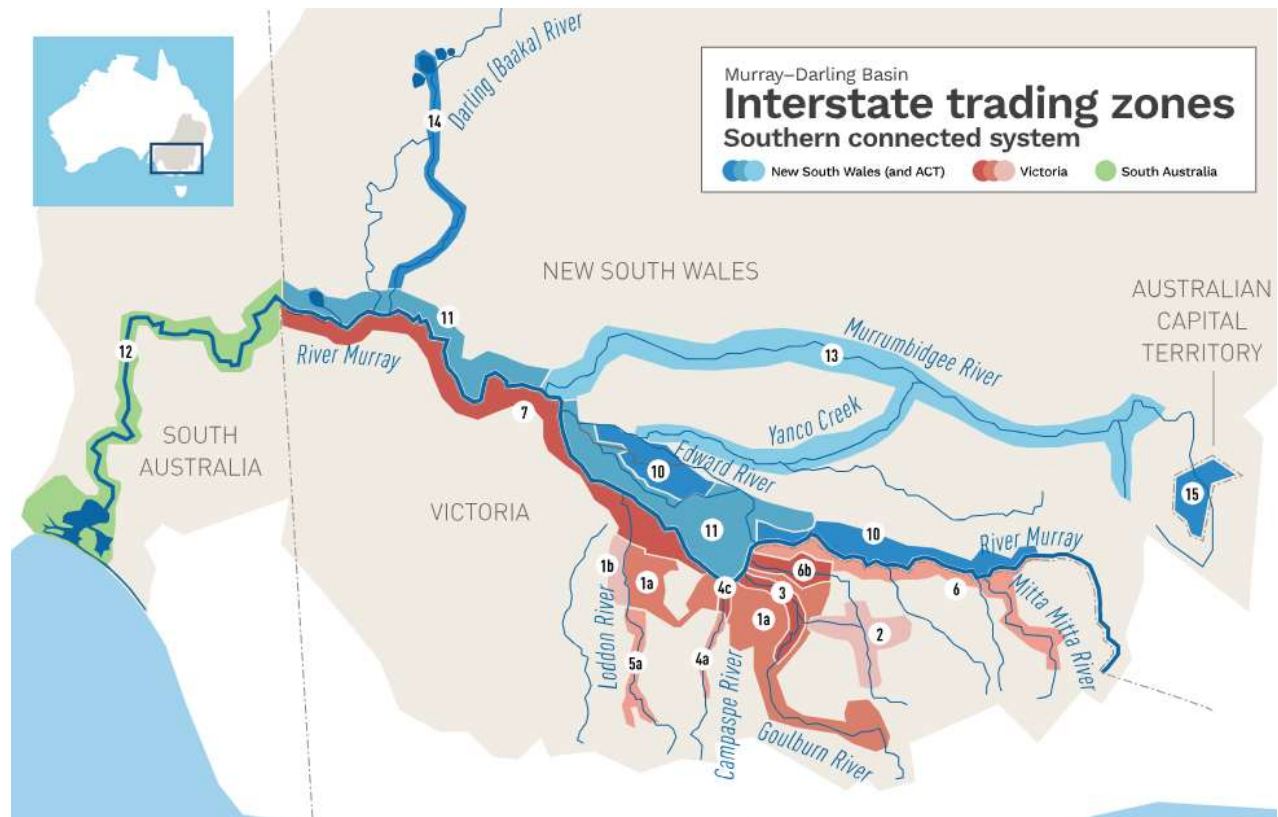 Murray–Darling Basin
Interstate trading zones
Southern connected system
New South Wales (and ACT)
Victoria
South Australia
Darling (Baaka) River
14
NEW SOUTH WALES
AUSTRALIAN
CAPITAL
TERRITORY
11
12
River Murray
13
Murrumbidgee River
7
Yanco Creek
SOUTH
AUSTRALIA
Edward River
10
15
VICTORIA
11
10
River Murray
1b
1a
4c
3
6b
6
Mitta Mitta River
Loddon River
1a
2
5a
4a
Campaspe River
Goulburn River